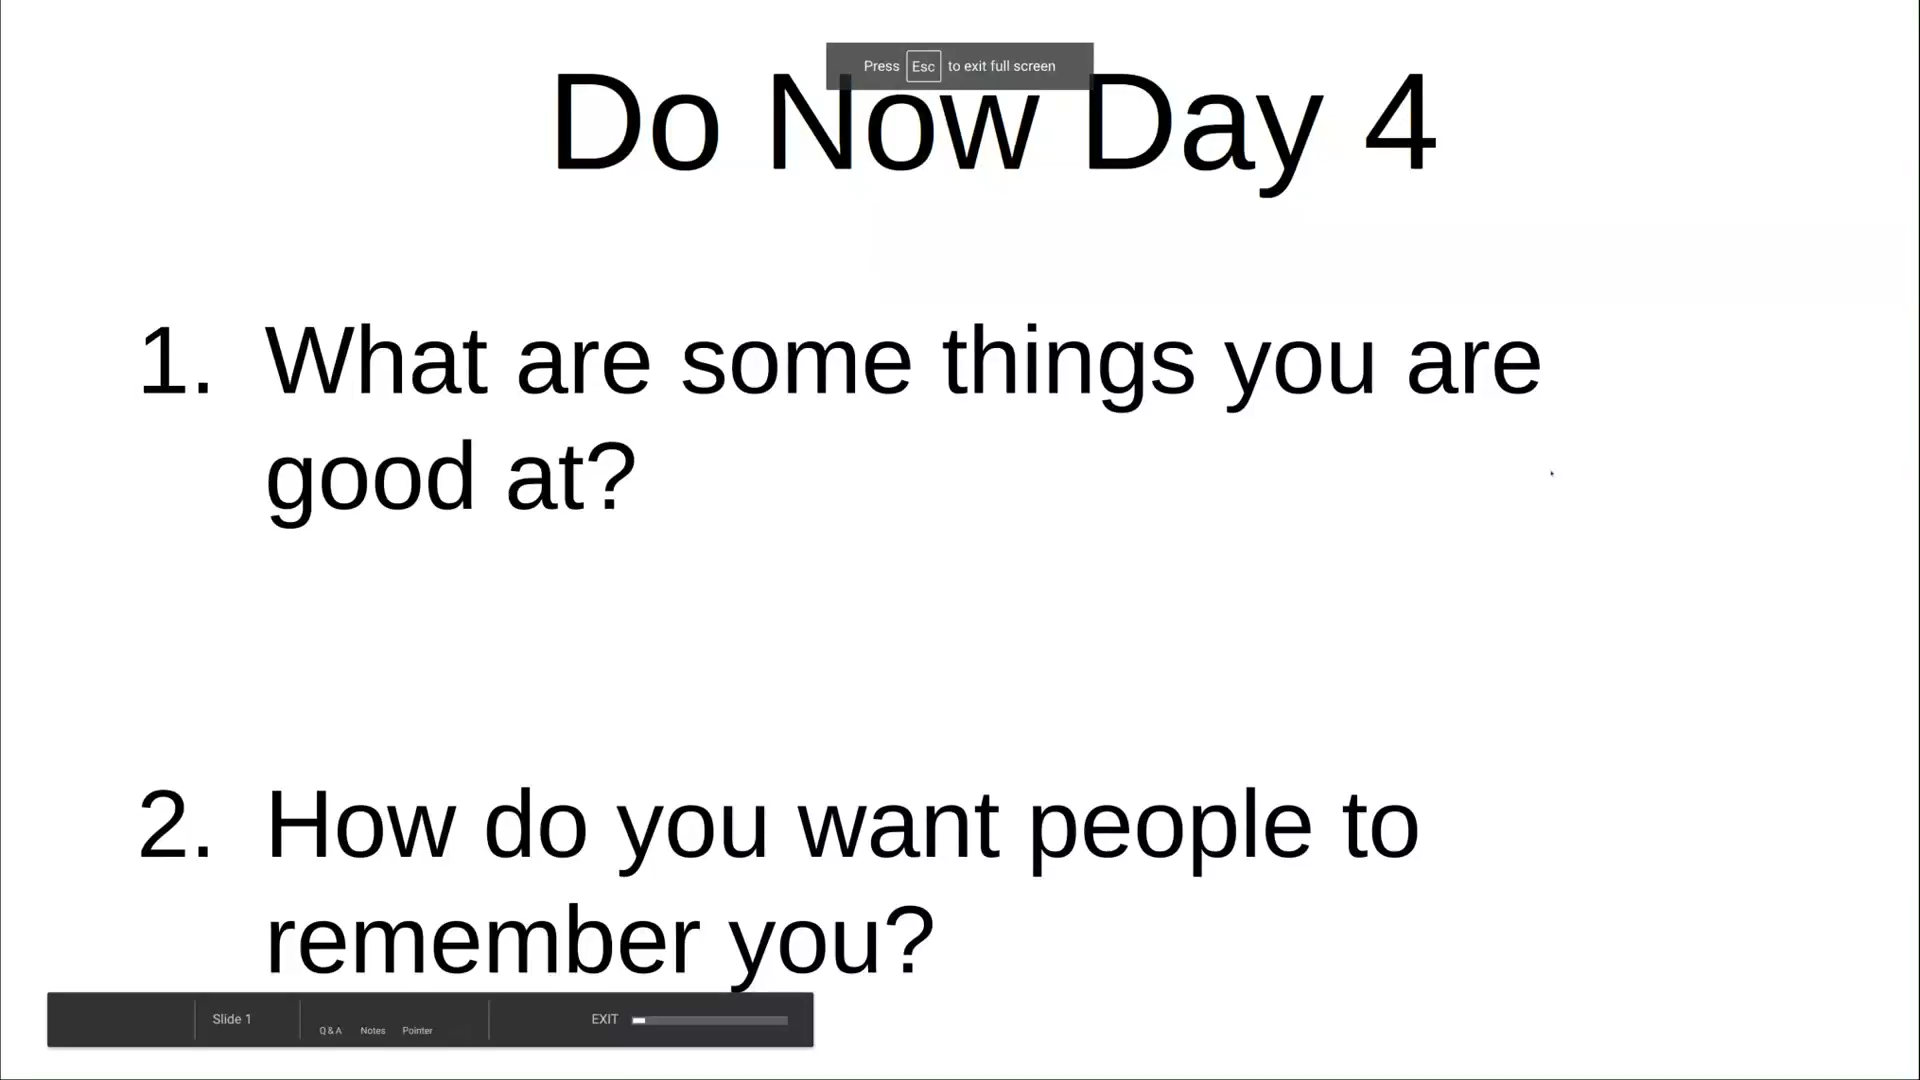 Press Esc to exit full screen
Do Now Day 4
1. What are some things you are
good at?
2. How do you want people to
remember you?
Slide 1
Q & A Notes Pointer
EXIT